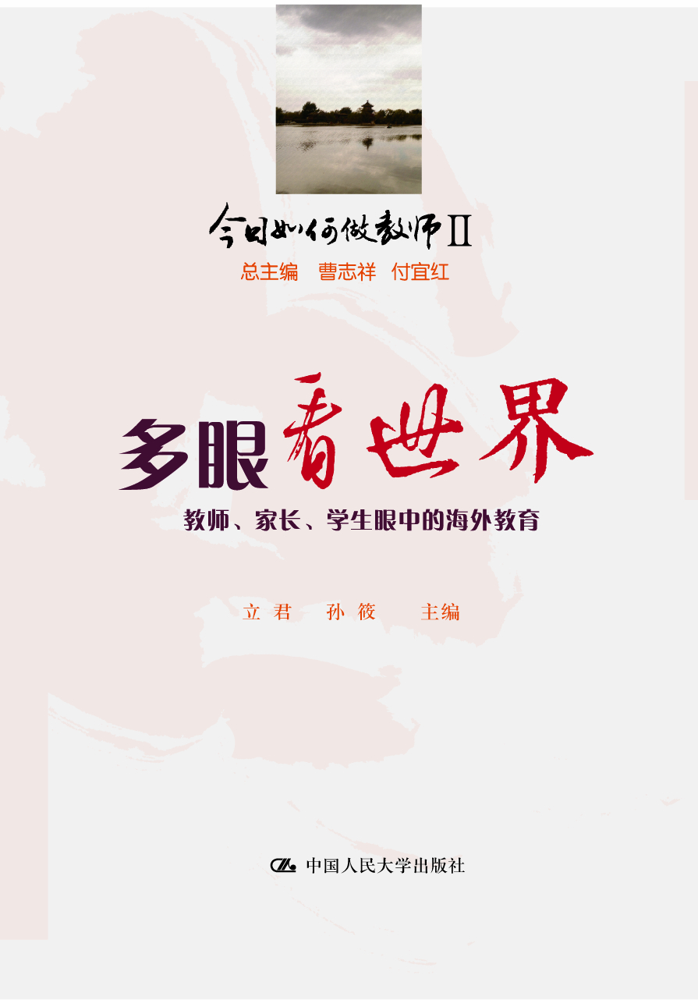 今日如何做教师Ⅱ
总主编 曹志祥 付宜红
多眼看世界
教师、家长、学生眼中的海外教育
立君 孙筱 主编
中国人民大学出版社